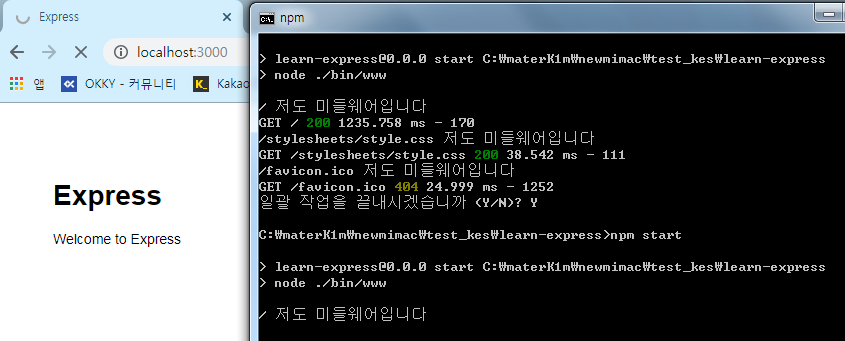 Express
localhost:3000
앱
OKKY - 커뮤니티
Kakao
Express
Welcome to Express
npm
> learn-express@0.0.0 start C:\materK1m\newmimac\test_kes\learn-express
> node ./bin/www
/ 저도 미들웨어입니다
GET / 200 1235.758 ms - 170
/stylesheets/style.css 저도 미들웨어입니다
GET /stylesheets/style.css 200 38.542 ms - 111
/favicon.ico 저도 미들웨어입니다
GET /favicon.ico 404 24.999 ms - 1252
일괄 작업을 끝내시겠습니까 (Y/N)? Y
C:\materK1m\newmimac\test_kes\learn-express>npm start
> learn-express@0.0.0 start C:\materK1m\newmimac\test_kes\learn-express
> node ./bin/www
/ 저도 미들웨어입니다